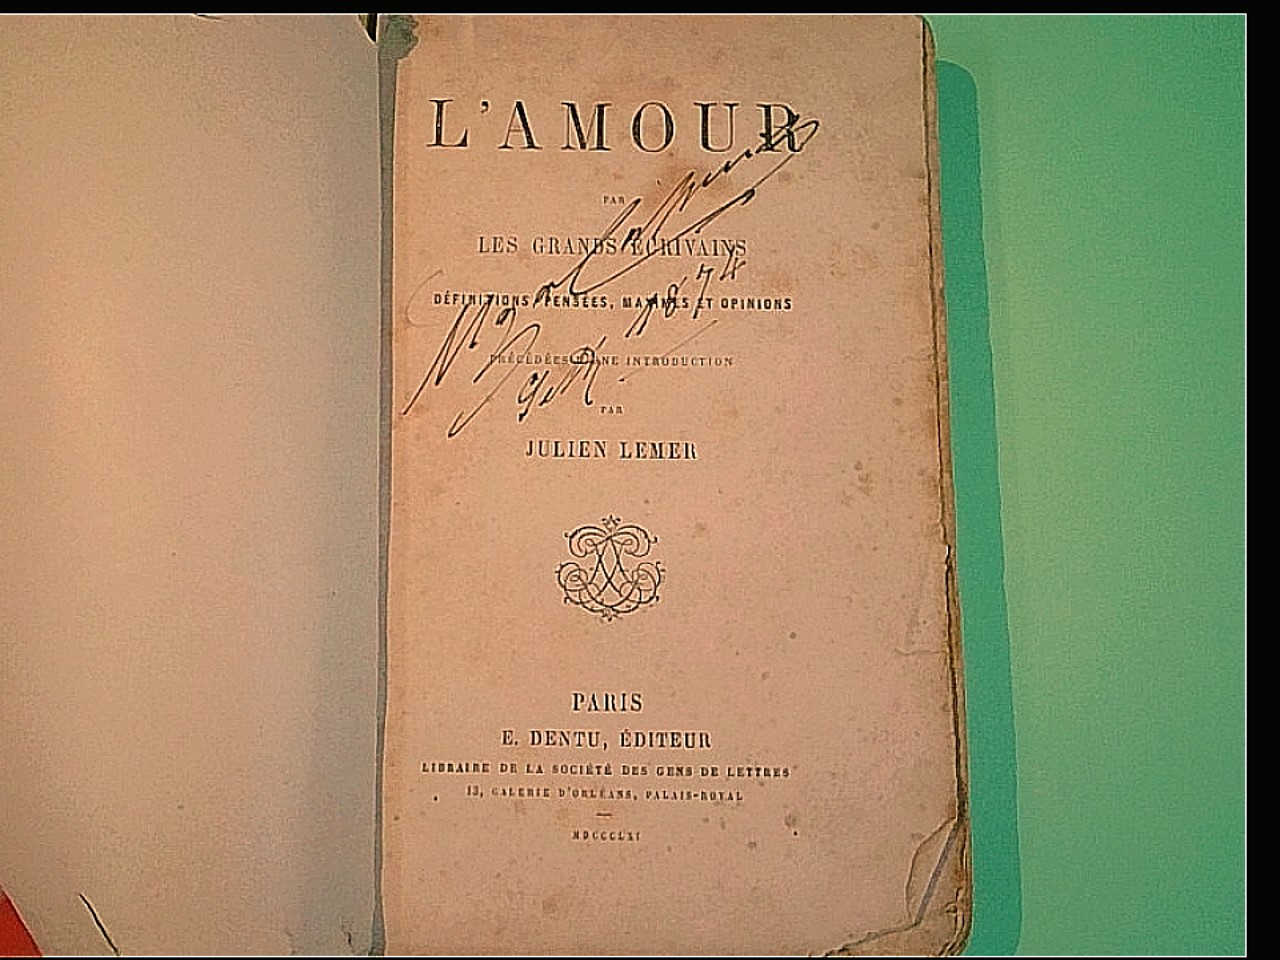 L'AMOUR
PAR
LES GRANDS ÉCRIVAINS
DÉFINITIONS, PENSÉES, MAXIMES ET OPINIONS
PRÉCÉDÉES D'UNE INTRODUCTION
PAR
JULIEN LEMER
1874
PARIS
E. DENTU, ÉDITEUR
LIBRAIRE DE LA SOCIÉTÉ DES GENS DE LETTRES
13, GALERIE D'ORLÉANS, PALAIS-ROYAL
MDCCCLXI